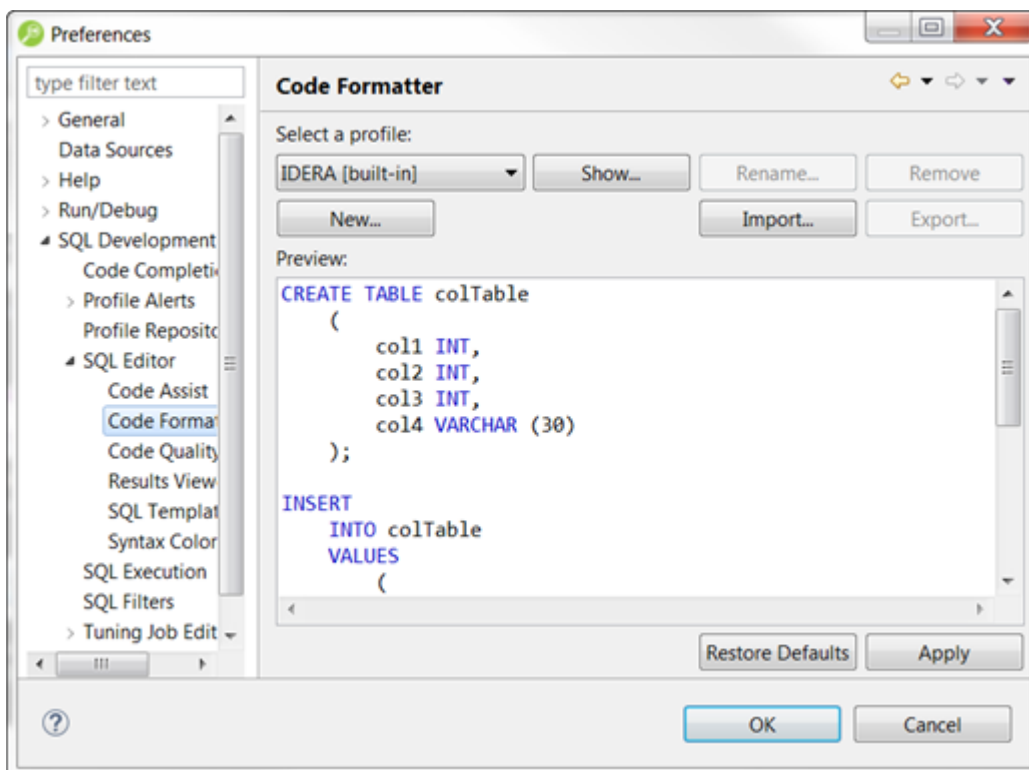 Preferences
type filter text
General
Data Sources
Help
Run/Debug
SQL Development
Code Completi
Profile Alerts
Profile Reposito
SQL Editor
Code Assist
Code Format
Code Quality
Results View
SQL Templat
Syntax Color
SQL Execution
SQL Filters
Tuning Job Edit
Code Formatter
Select a profile:
IDERA [built-in]
Show...
Rename...
Remove
New...
Import...
Export...
Preview:
CREATE TABLE colTable
(
col1 INT,
col2 INT,
col3 INT,
col4 VARCHAR (30)
);
INSERT
INTO colTable
VALUES
(
Restore Defaults
Apply
?
OK
Cancel